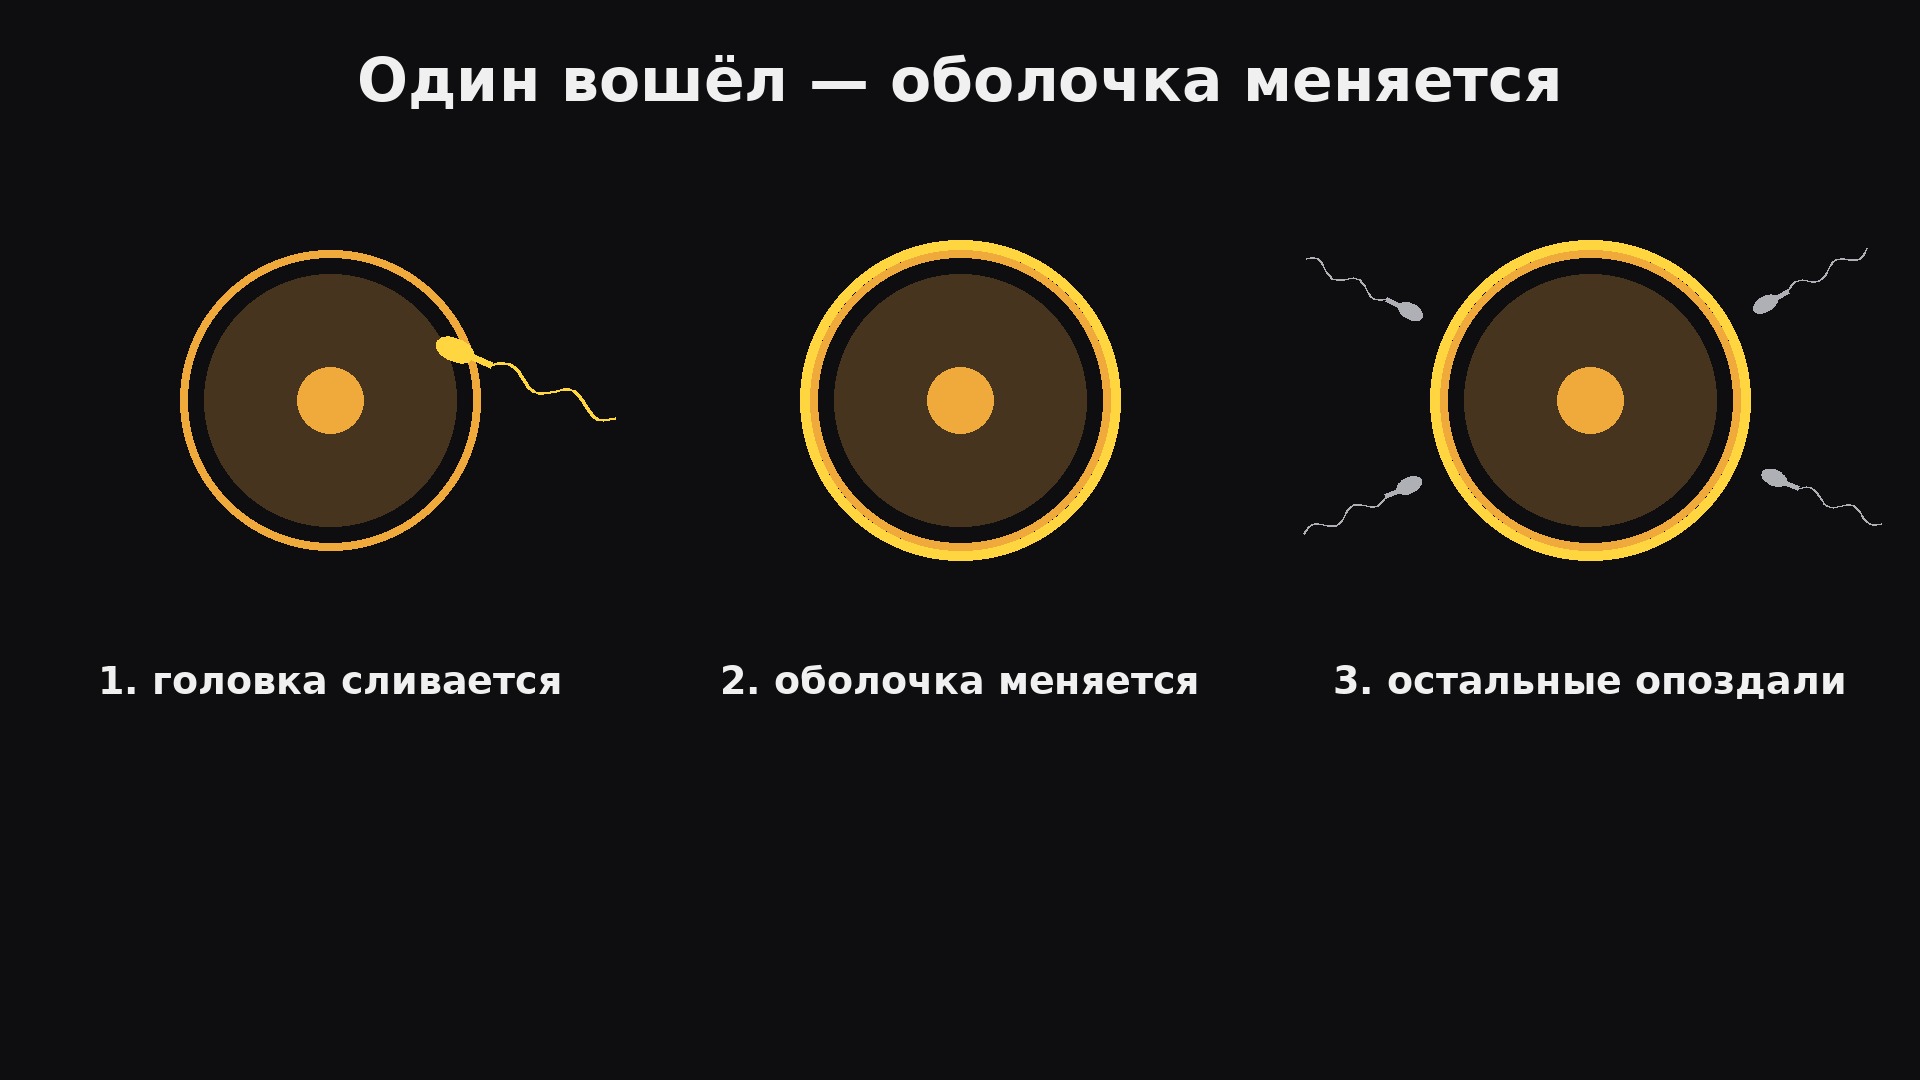 Один вошёл — оболочка меняется
1. головка сливается
2. оболочка меняется
3. остальные опоздали